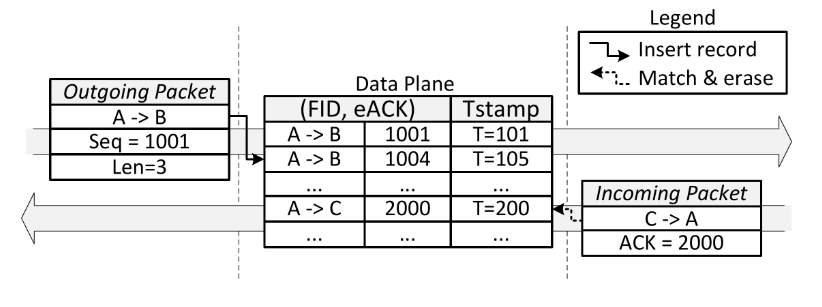 Legend
Insert record
Match & erase
Outgoing Packet
A -> B
Seq = 1001
Len=3
Data Plane
(FID, eACK) Tstamp
A -> B 1001 T=101
A -> B 1004 T=105
... ... ...
A -> C 2000 T=200
... ... ...
Incoming Packet
C -> A
ACK = 2000